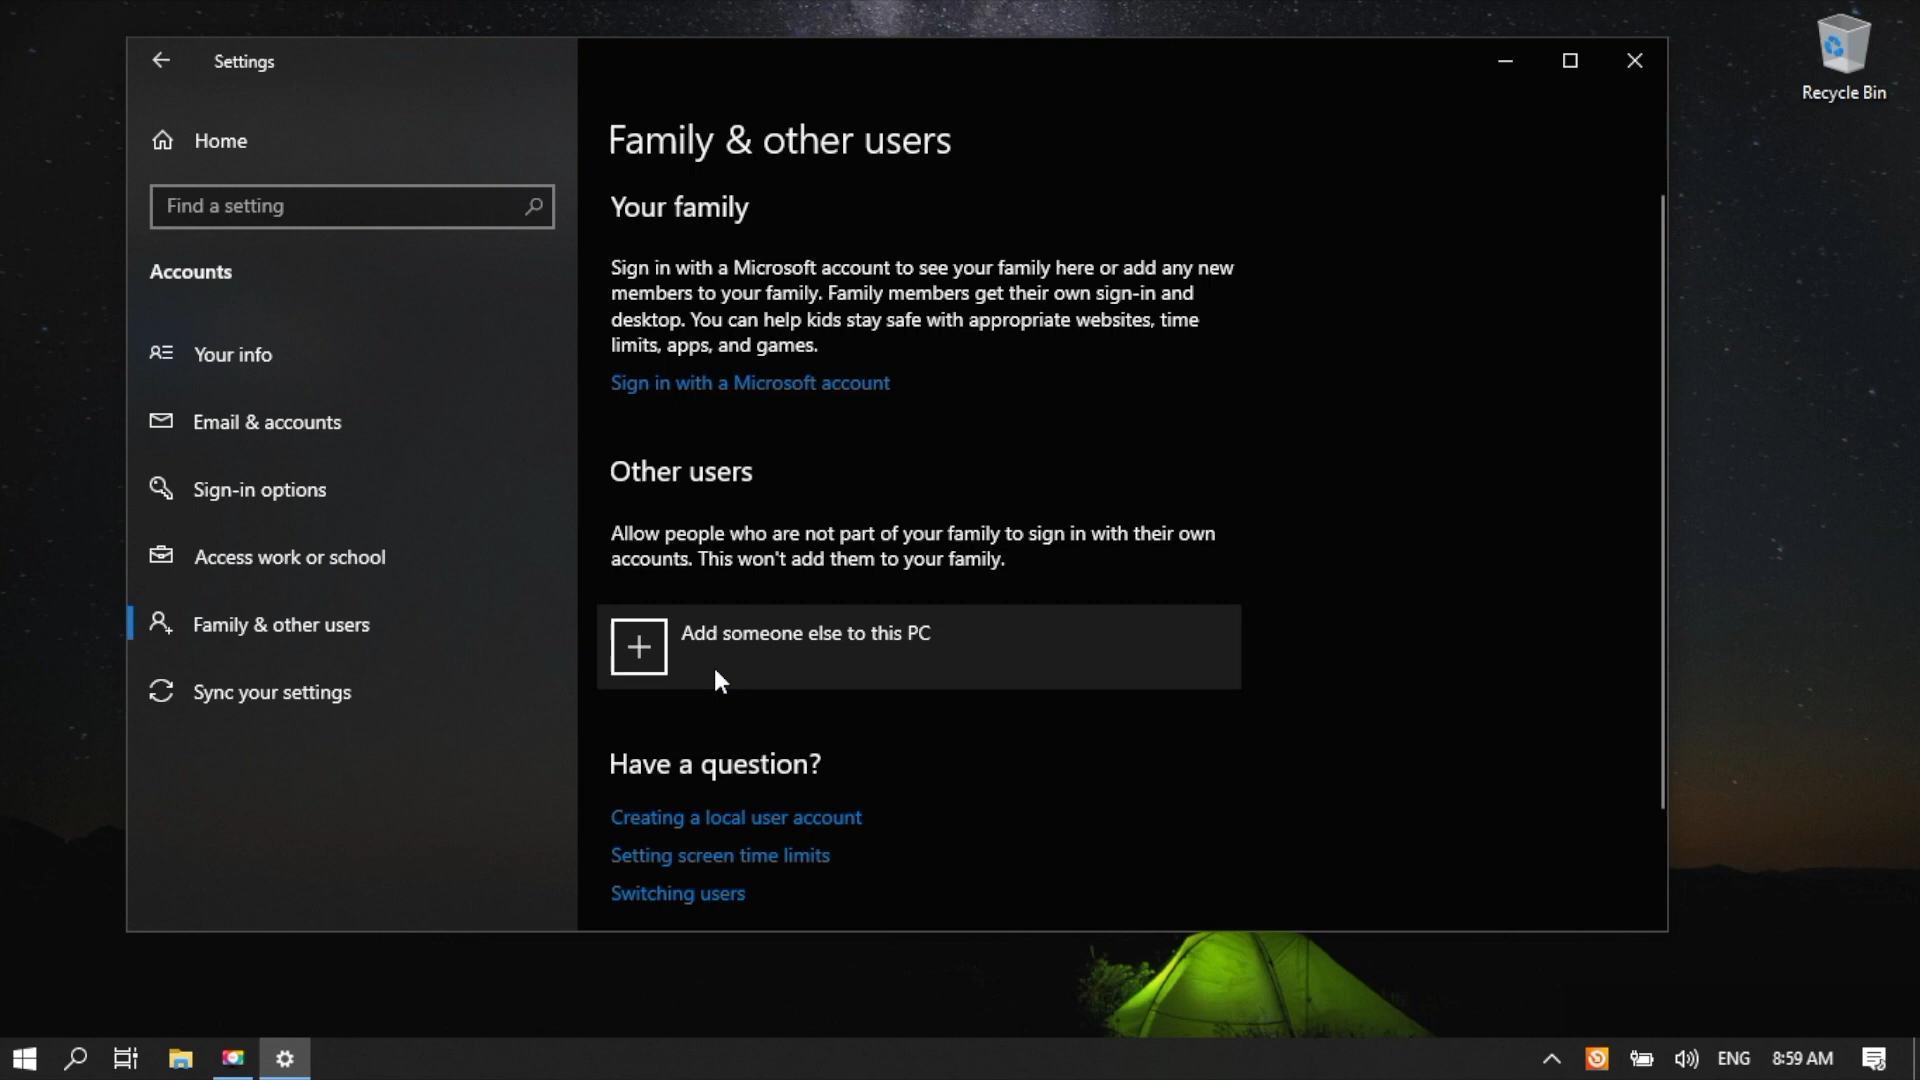 Settings
Recycle Bin
Home
Find a setting
Accounts
Your info
Email & accounts
Sign-in options
Access work or school
Family & other users
Sync your settings
Family & other users
Your family
Sign in with a Microsoft account to see your family here or add any new
members to your family. Family members get their own sign-in and
desktop. You can help kids stay safe with appropriate websites, time
limits, apps, and games.
Sign in with a Microsoft account
Other users
Allow people who are not part of your family to sign in with their own
accounts. This won't add them to your family.
Add someone else to this PC
Have a question?
Creating a local user account
Setting screen time limits
Switching users
ENG
8:59 AM